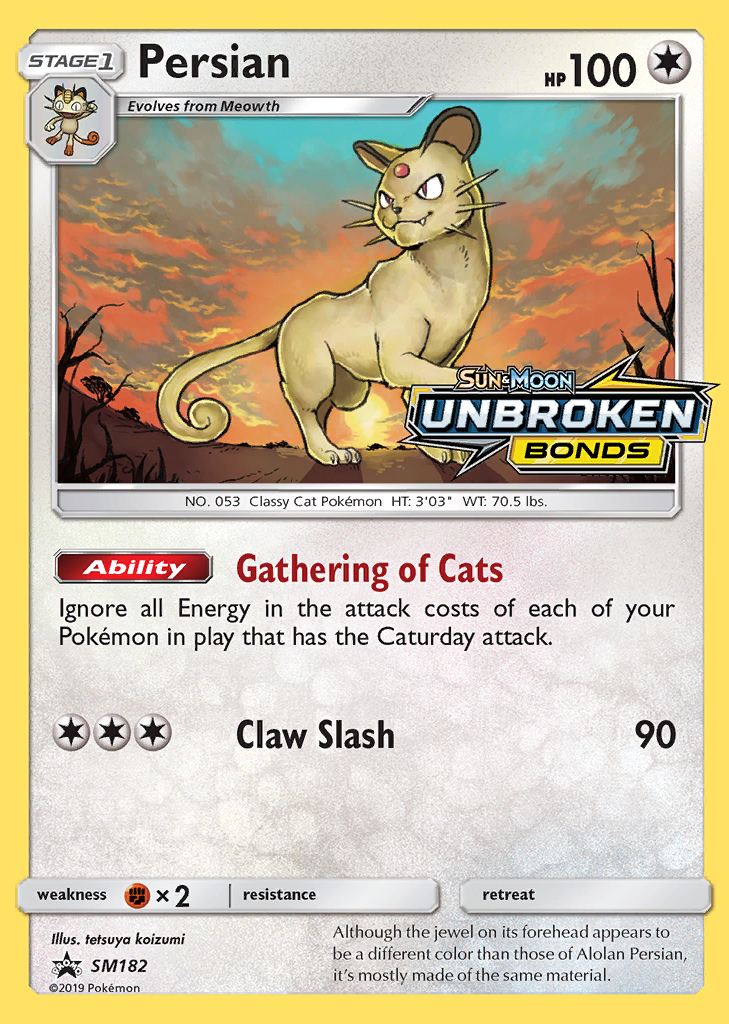 STAGE1 Persian HP100
Evolves from Meowth
SUN&MOON
UNBROKEN
BONDS
NO. 053 Classy Cat Pokémon HT: 3'03" WT: 70.5 lbs.
Ability Gathering of Cats
Ignore all Energy in the attack costs of each of your
Pokémon in play that has the Caturday attack.
Claw Slash 90
weakness ×2 resistance retreat
Illus. tetsuya koizumi
SM182
©2019 Pokémon
Although the jewel on its forehead appears to
be a different color than those of Alolan Persian,
it's mostly made of the same material.